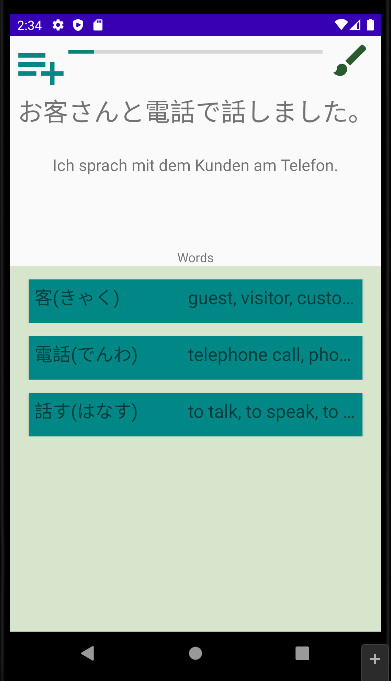 2:34
お客さんと電話で話しました。
Ich sprach mit dem Kunden am Telefon.
Words
客(きゃく) guest, visitor, custo...
電話(でんわ) telephone call, pho...
話す(はなす) to talk, to speak, to ...